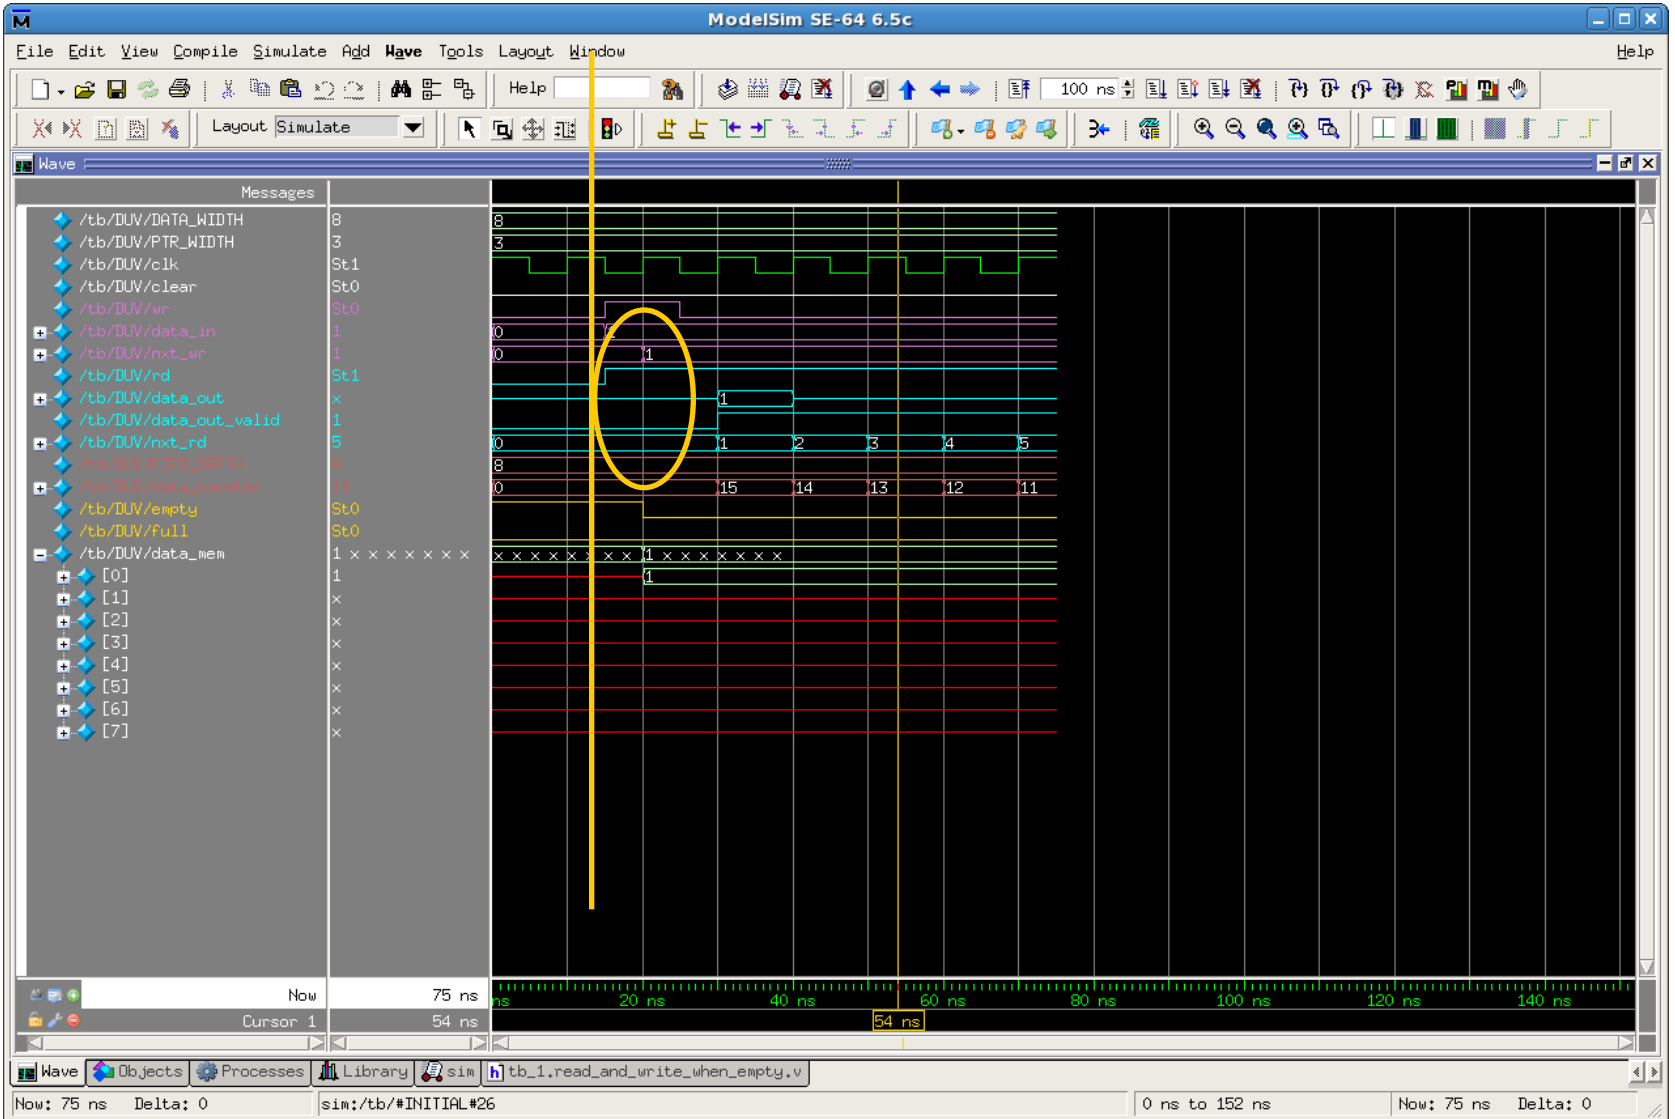 ModelSim SE-64 6.5c
File Edit View Compile Simulate Add Wave Tools Layout Window Help
Help 100 ns
Layout Simulate
Wave
Messages
/tb/DUV/DATA_WIDTH 8 8
/tb/DUV/PTR_WIDTH 3 3
/tb/DUV/clk St1
/tb/DUV/clear St0
/tb/DUV/wr St0
/tb/DUV/data_in 1 0
/tb/DUV/nxt_wr 1 0 1
/tb/DUV/rd St1
/tb/DUV/data_out x 1
/tb/DUV/data_out_valid 1
/tb/DUV/nxt_rd 5 0 1 2 3 4 5
8
/tb/DUV/data_counter 11 0 15 14 13 12 11
/tb/DUV/empty St0
/tb/DUV/full St0
/tb/DUV/data_mem 1 x x x x x x x x x x x x x x x 1 x x x x x x x
[0] 1 1
[1] x
[2] x
[3] x
[4] x
[5] x
[6] x
[7] x
Now 75 ns ns 20 ns 40 ns 60 ns 80 ns 100 ns 120 ns 140 ns
Cursor 1 54 ns 54 ns
Wave Objects Processes Library sim tb_1.read_and_write_when_empty.v
Now: 75 ns Delta: 0 sim:/tb/#INITIAL#26 0 ns to 152 ns Now: 75 ns Delta: 0